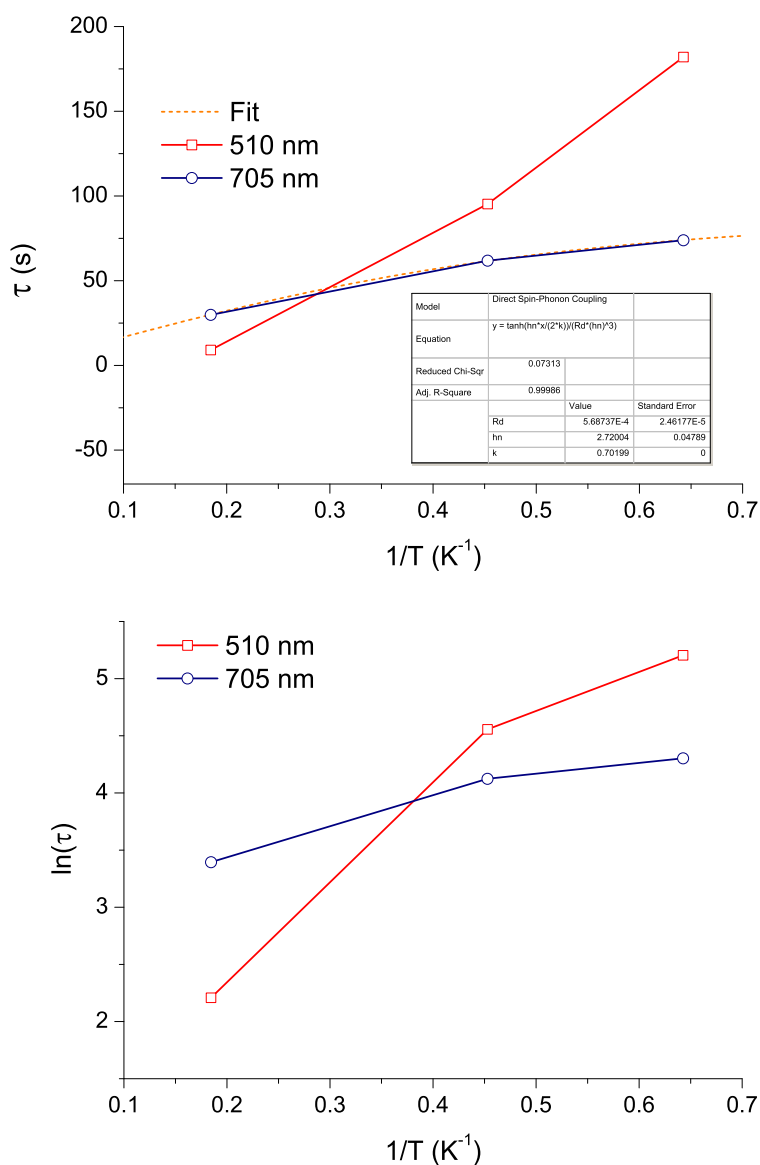 200
150
100
50
0
-50
τ (s)
Fit
510 nm
705 nm
Model Direct Spin-Phonon Coupling
Equation y = tanh(hn*x/(2*k))/(Rd*(hn)^3)
Reduced Chi-Sqr 0.07313
Adj. R-Square 0.99986
Value Standard Error
Rd 5.68737E-4 2.46177E-5
hn 2.72004 0.04789
k 0.70199 0
0.1 0.2 0.3 0.4 0.5 0.6 0.7
1/T (K⁻¹)
510 nm
705 nm
5
4
3
2
ln(τ)
0.1 0.2 0.3 0.4 0.5 0.6 0.7
1/T (K⁻¹)